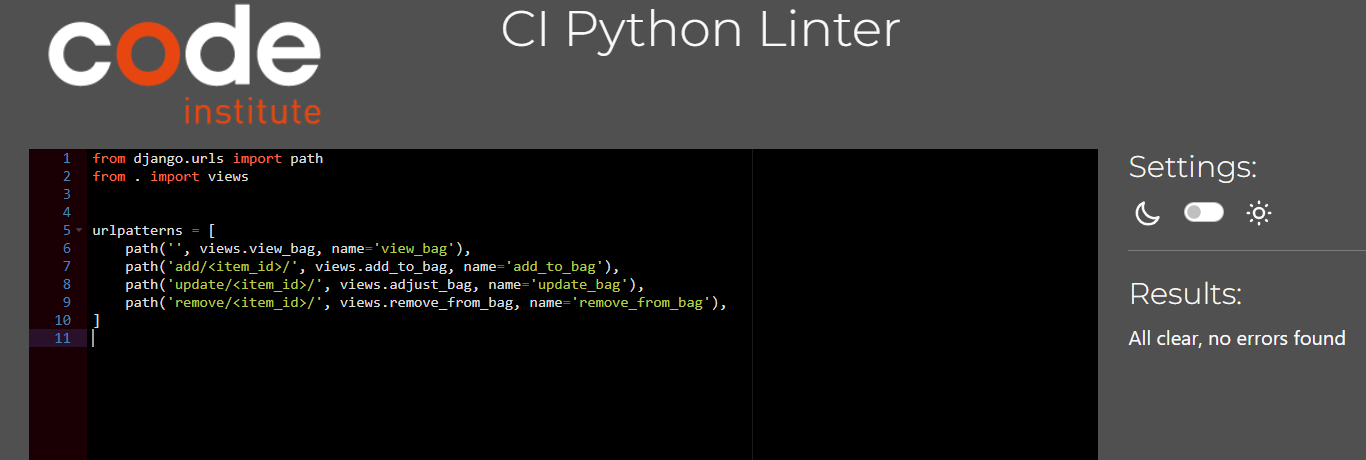 code
institute
CI Python Linter
1 from django.urls import path
2 from . import views
3
4
5 urlpatterns = [
6     path('', views.view_bag, name='view_bag'),
7     path('add/<item_id>/', views.add_to_bag, name='add_to_bag'),
8     path('update/<item_id>/', views.adjust_bag, name='update_bag'),
9     path('remove/<item_id>/', views.remove_from_bag, name='remove_from_bag'),
10 ]
11
Settings:
Results:
All clear, no errors found